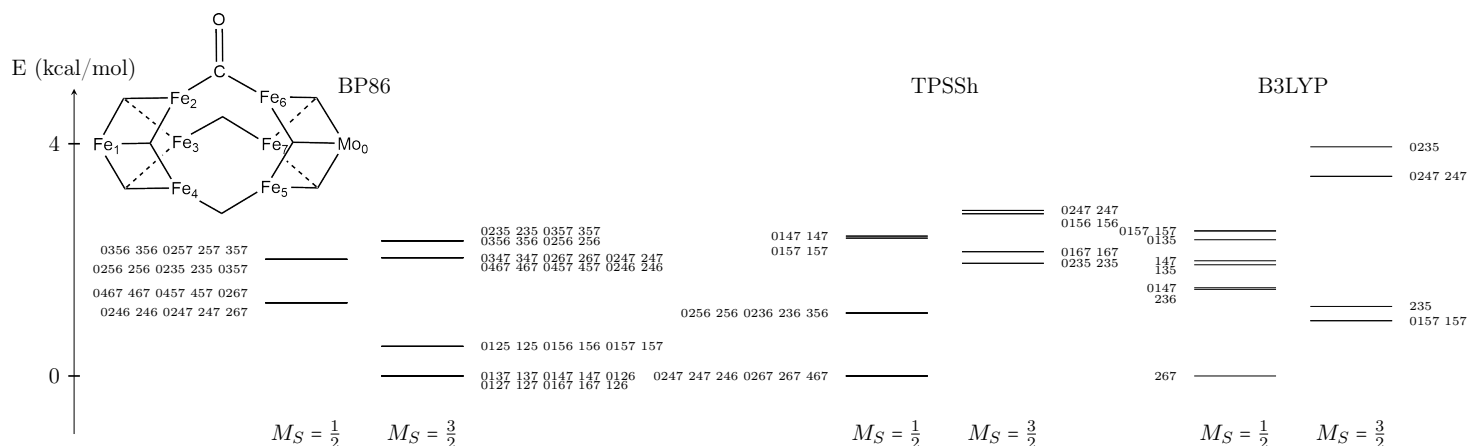 O
E (kcal/mol)
C
BP86
TPSSh
B3LYP
Fe2
Fe6
4
Fe1
Fe3
Fe7
Mo0
Fe4
Fe5
0356 356 0257 257 357
0256 256 0235 235 0357
0467 467 0457 457 0267
0246 246 0247 247 267
0235 235 0357 357
0356 356 0256 256
0347 347 0267 267 0247 247
0467 467 0457 457 0246 246
0125 125 0156 156 0157 157
0137 137 0147 147 0126
0127 127 0167 167 126
0147 147
0157 157
0256 256 0236 236 356
0247 247 246 0267 267 467
0247 247
0156 156
0167 167
0235 235
0157 157
0135
147
135
0147
236
267
0235
0247 247
235
0157 157
0
M_S = 1/2
M_S = 3/2
M_S = 1/2
M_S = 3/2
M_S = 1/2
M_S = 3/2